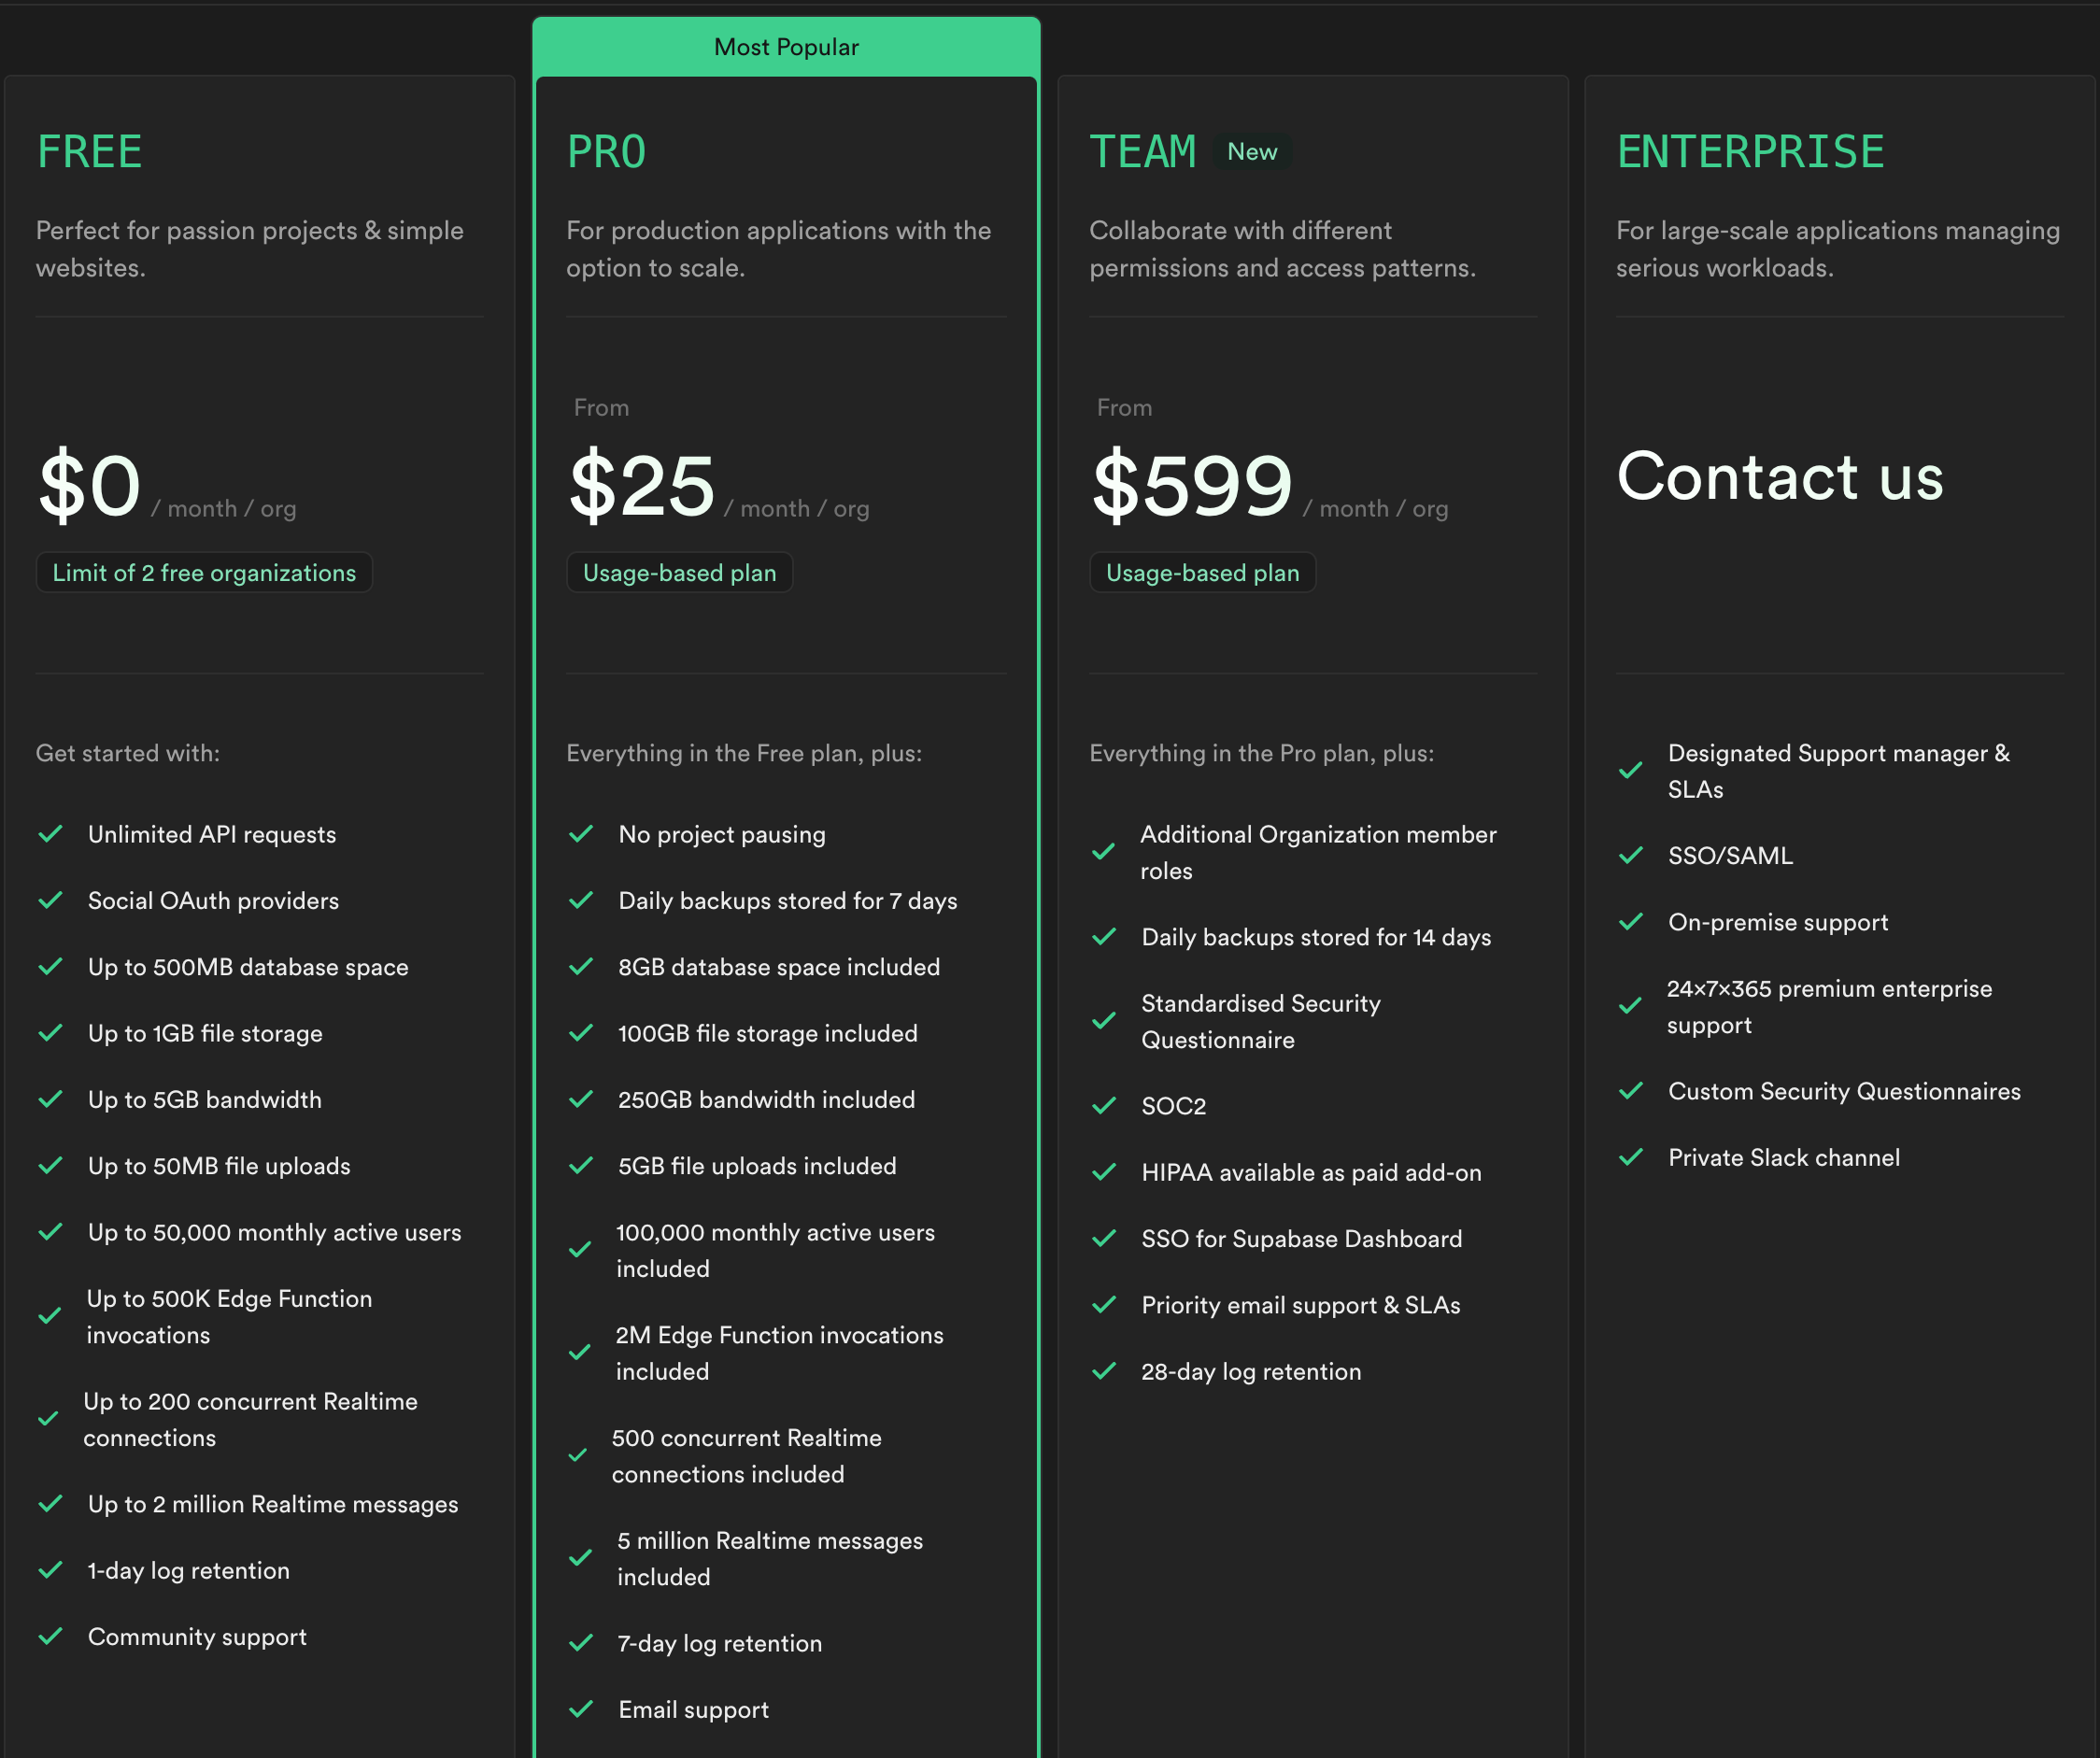 Most Popular
FREE
Perfect for passion projects & simple
websites.
$0 / month / org
Limit of 2 free organizations
Get started with:
Unlimited API requests
Social OAuth providers
Up to 500MB database space
Up to 1GB file storage
Up to 5GB bandwidth
Up to 50MB file uploads
Up to 50,000 monthly active users
Up to 500K Edge Function
invocations
Up to 200 concurrent Realtime
connections
Up to 2 million Realtime messages
1-day log retention
Community support
PRO
For production applications with the
option to scale.
From
$25 / month / org
Usage-based plan
Everything in the Free plan, plus:
No project pausing
Daily backups stored for 7 days
8GB database space included
100GB file storage included
250GB bandwidth included
5GB file uploads included
100,000 monthly active users
included
2M Edge Function invocations
included
500 concurrent Realtime
connections included
5 million Realtime messages
included
7-day log retention
Email support
TEAM New
Collaborate with different
permissions and access patterns.
From
$599 / month / org
Usage-based plan
Everything in the Pro plan, plus:
Additional Organization member
roles
Daily backups stored for 14 days
Standardised Security
Questionnaire
SOC2
HIPAA available as paid add-on
SSO for Supabase Dashboard
Priority email support & SLAs
28-day log retention
ENTERPRISE
For large-scale applications managing
serious workloads.
Contact us
Designated Support manager &
SLAs
SSO/SAML
On-premise support
24×7×365 premium enterprise
support
Custom Security Questionnaires
Private Slack channel